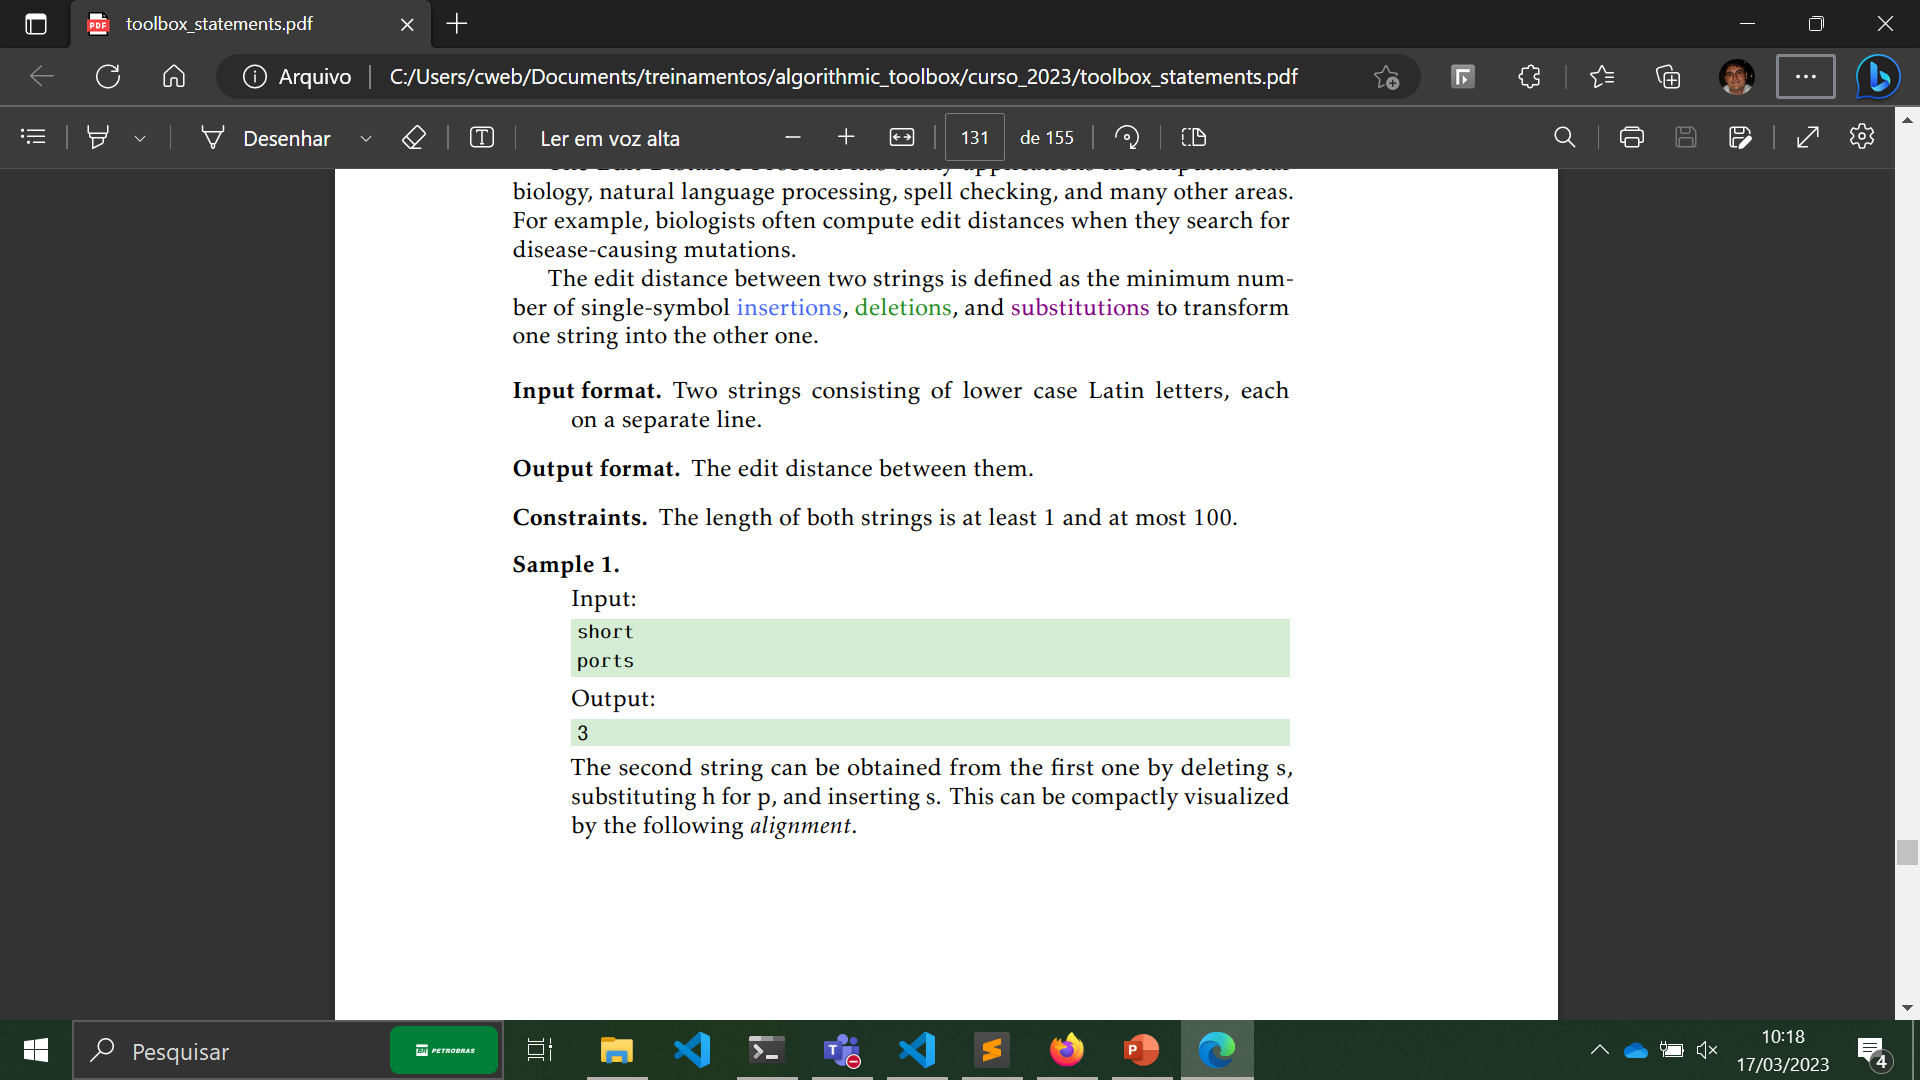 toolbox_statements.pdf
Arquivo
C:/Users/cweb/Documents/treinamentos/algorithmic_toolbox/curso_2023/toolbox_statements.pdf
Desenhar
Ler em voz alta
131 de 155
biology, natural language processing, spell checking, and many other areas.
For example, biologists often compute edit distances when they search for
disease-causing mutations.
The edit distance between two strings is defined as the minimum num-
ber of single-symbol insertions, deletions, and substitutions to transform
one string into the other one.
Input format. Two strings consisting of lower case Latin letters, each
on a separate line.
Output format. The edit distance between them.
Constraints. The length of both strings is at least 1 and at most 100.
Sample 1.
Input:
short
ports
Output:
3
The second string can be obtained from the first one by deleting s,
substituting h for p, and inserting s. This can be compactly visualized
by the following alignment.
Pesquisar
BR PETROBRAS
10:18
17/03/2023
4